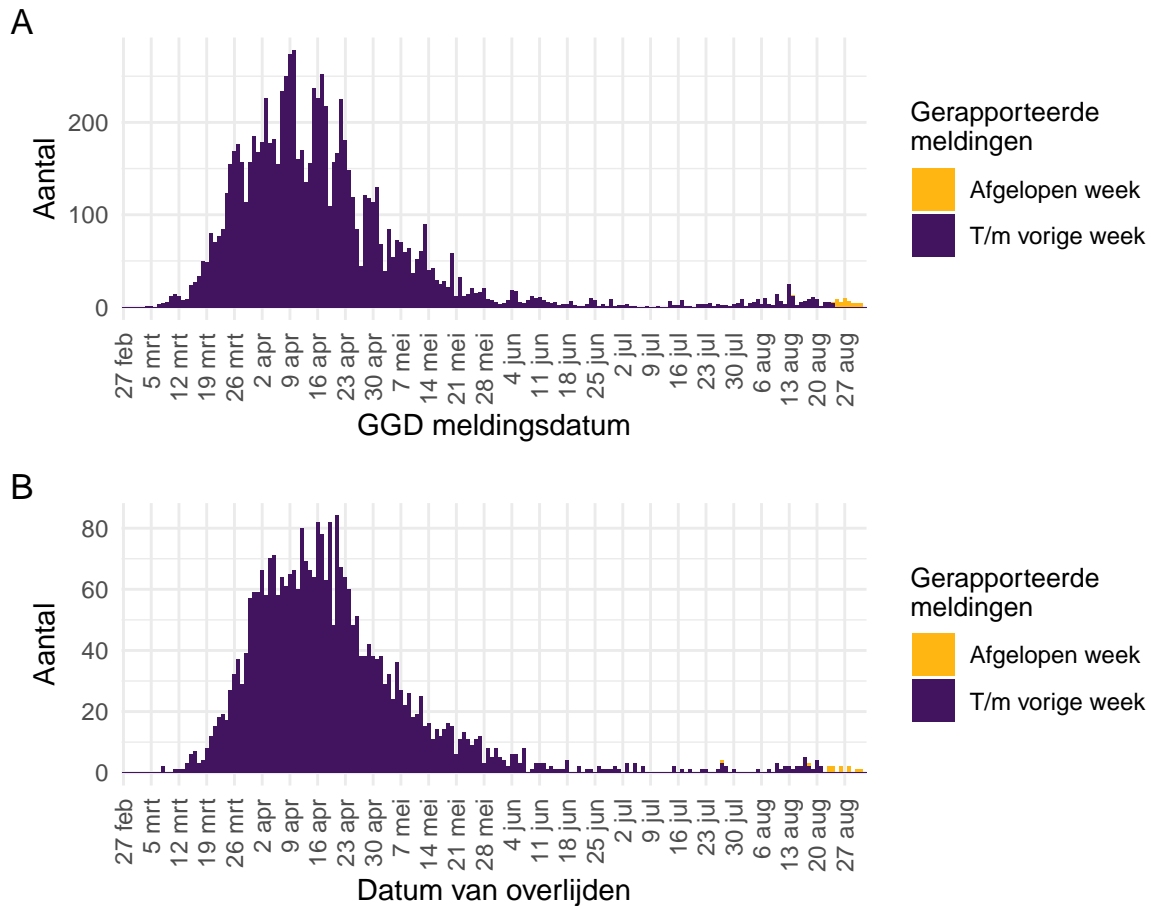 A
Aantal
200
100
0
27 feb
5 mrt
12 mrt
19 mrt
26 mrt
2 apr
9 apr
16 apr
23 apr
30 apr
7 mei
14 mei
21 mei
28 mei
4 jun
11 jun
18 jun
25 jun
2 jul
9 jul
16 jul
23 jul
30 jul
6 aug
13 aug
20 aug
27 aug
GGD meldingsdatum
Gerapporteerde
meldingen
Afgelopen week
T/m vorige week
B
Aantal
80
60
40
20
0
27 feb
5 mrt
12 mrt
19 mrt
26 mrt
2 apr
9 apr
16 apr
23 apr
30 apr
7 mei
14 mei
21 mei
28 mei
4 jun
11 jun
18 jun
25 jun
2 jul
9 jul
16 jul
23 jul
30 jul
6 aug
13 aug
20 aug
27 aug
Datum van overlijden
Gerapporteerde
meldingen
Afgelopen week
T/m vorige week